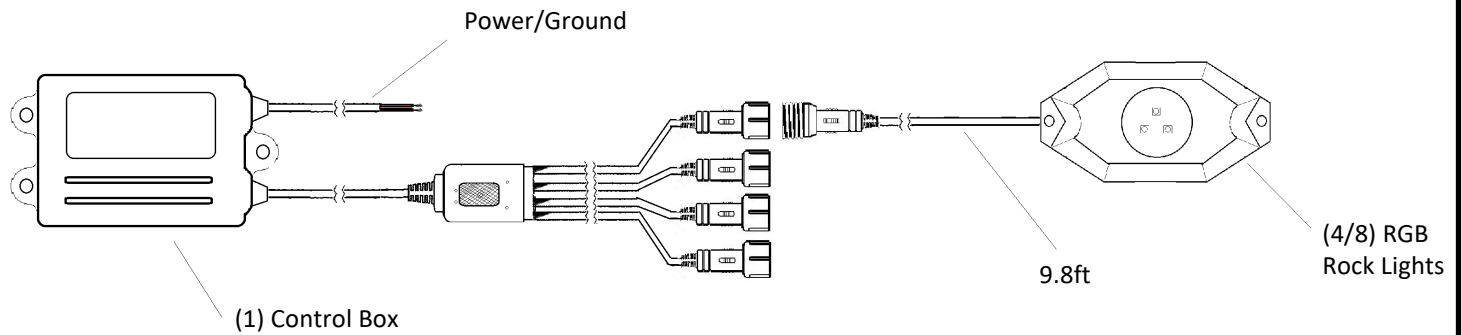 Power/Ground
(4/8) RGB
Rock Lights
9.8ft
(1) Control Box